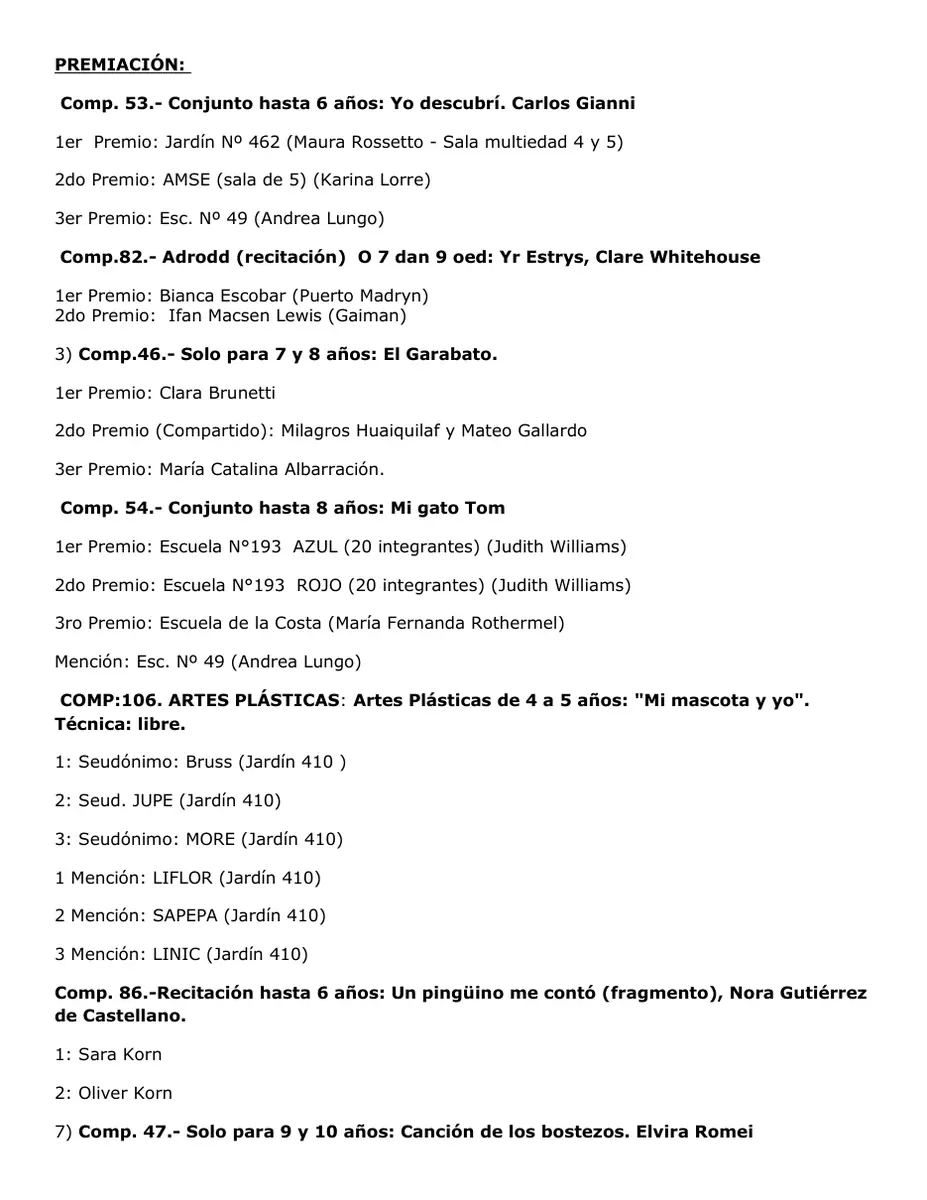 PREMIACIÓN:
Comp. 53.- Conjunto hasta 6 años: Yo descubrí. Carlos Gianni
1er  Premio: Jardín Nº 462 (Maura Rossetto - Sala multiedad 4 y 5)
2do Premio: AMSE (sala de 5) (Karina Lorre)
3er Premio: Esc. Nº 49 (Andrea Lungo)
Comp.82.- Adrodd (recitación)  O 7 dan 9 oed: Yr Estrys, Clare Whitehouse
1er Premio: Bianca Escobar (Puerto Madryn)
2do Premio:  Ifan Macsen Lewis (Gaiman)
3) Comp.46.- Solo para 7 y 8 años: El Garabato.
1er Premio: Clara Brunetti
2do Premio (Compartido): Milagros Huaiquilaf y Mateo Gallardo
3er Premio: María Catalina Albarración.
Comp. 54.- Conjunto hasta 8 años: Mi gato Tom
1er Premio: Escuela N°193  AZUL (20 integrantes) (Judith Williams)
2do Premio: Escuela N°193  ROJO (20 integrantes) (Judith Williams)
3ro Premio: Escuela de la Costa (María Fernanda Rothermel)
Mención: Esc. Nº 49 (Andrea Lungo)
COMP:106. ARTES PLÁSTICAS: Artes Plásticas de 4 a 5 años: "Mi mascota y yo".
Técnica: libre.
1: Seudónimo: Bruss (Jardín 410 )
2: Seud. JUPE (Jardín 410)
3: Seudónimo: MORE (Jardín 410)
1 Mención: LIFLOR (Jardín 410)
2 Mención: SAPEPA (Jardín 410)
3 Mención: LINIC (Jardín 410)
Comp. 86.-Recitación hasta 6 años: Un pingüino me contó (fragmento), Nora Gutiérrez
de Castellano.
1: Sara Korn
2: Oliver Korn
7) Comp. 47.- Solo para 9 y 10 años: Canción de los bostezos. Elvira Romei